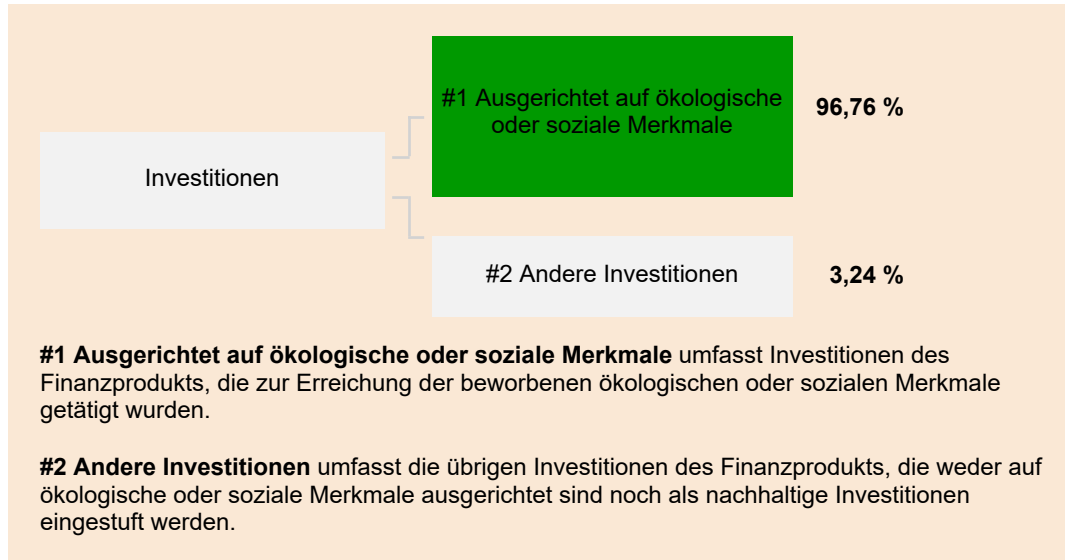 #1 Ausgerichtet auf ökologische
oder soziale Merkmale
96,76 %
Investitionen
#2 Andere Investitionen
3,24 %
#1 Ausgerichtet auf ökologische oder soziale Merkmale umfasst Investitionen des
Finanzprodukts, die zur Erreichung der beworbenen ökologischen oder sozialen Merkmale
getätigt wurden.
#2 Andere Investitionen umfasst die übrigen Investitionen des Finanzprodukts, die weder auf
ökologische oder soziale Merkmale ausgerichtet sind noch als nachhaltige Investitionen
eingestuft werden.